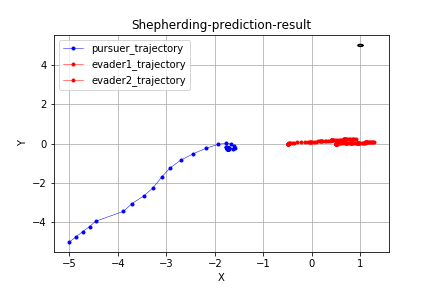 Shepherding-prediction-result
pursuer_trajectory
evader1_trajectory
evader2_trajectory
4
2
0
−2
−4
Y
−5 −4 −3 −2 −1 0 1
X